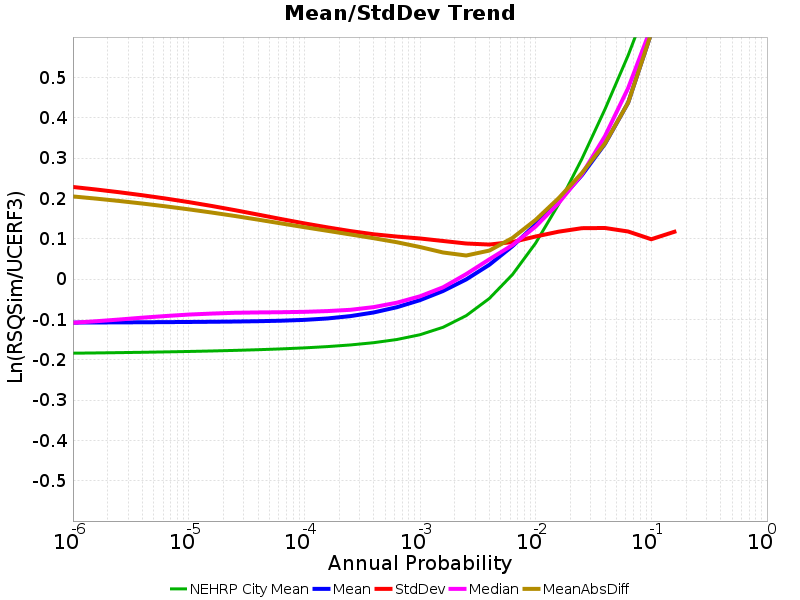 Mean/StdDev Trend
Ln(RSQSim/UCERF3)
0.5
0.4
0.3
0.2
0.1
0
-0.1
-0.2
-0.3
-0.4
-0.5
10^-6 10^-5 10^-4 10^-3 10^-2 10^-1 10^0
Annual Probability
NEHRP City Mean Mean StdDev Median MeanAbsDiff